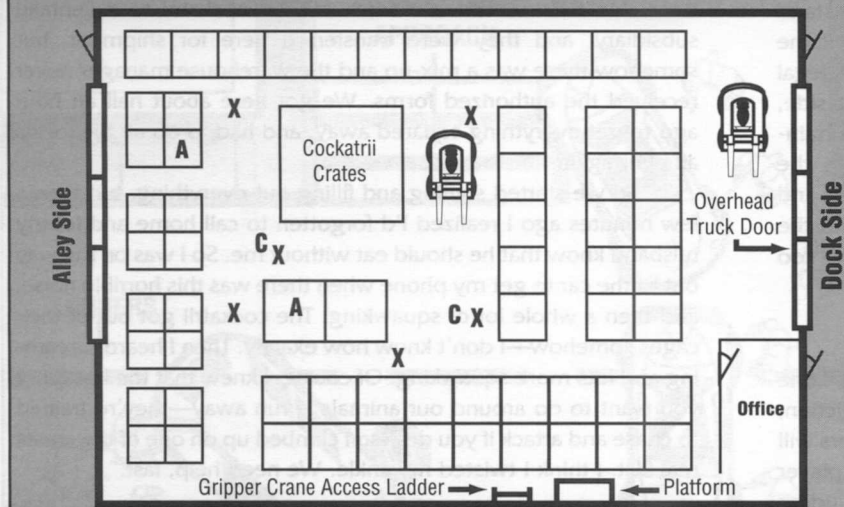 X
X
A
Cockatrii
Crates
Overhead
Truck Door
Alley Side
Dock Side
C X
X
A
C X
X
Office
Gripper Crane Access Ladder
Platform